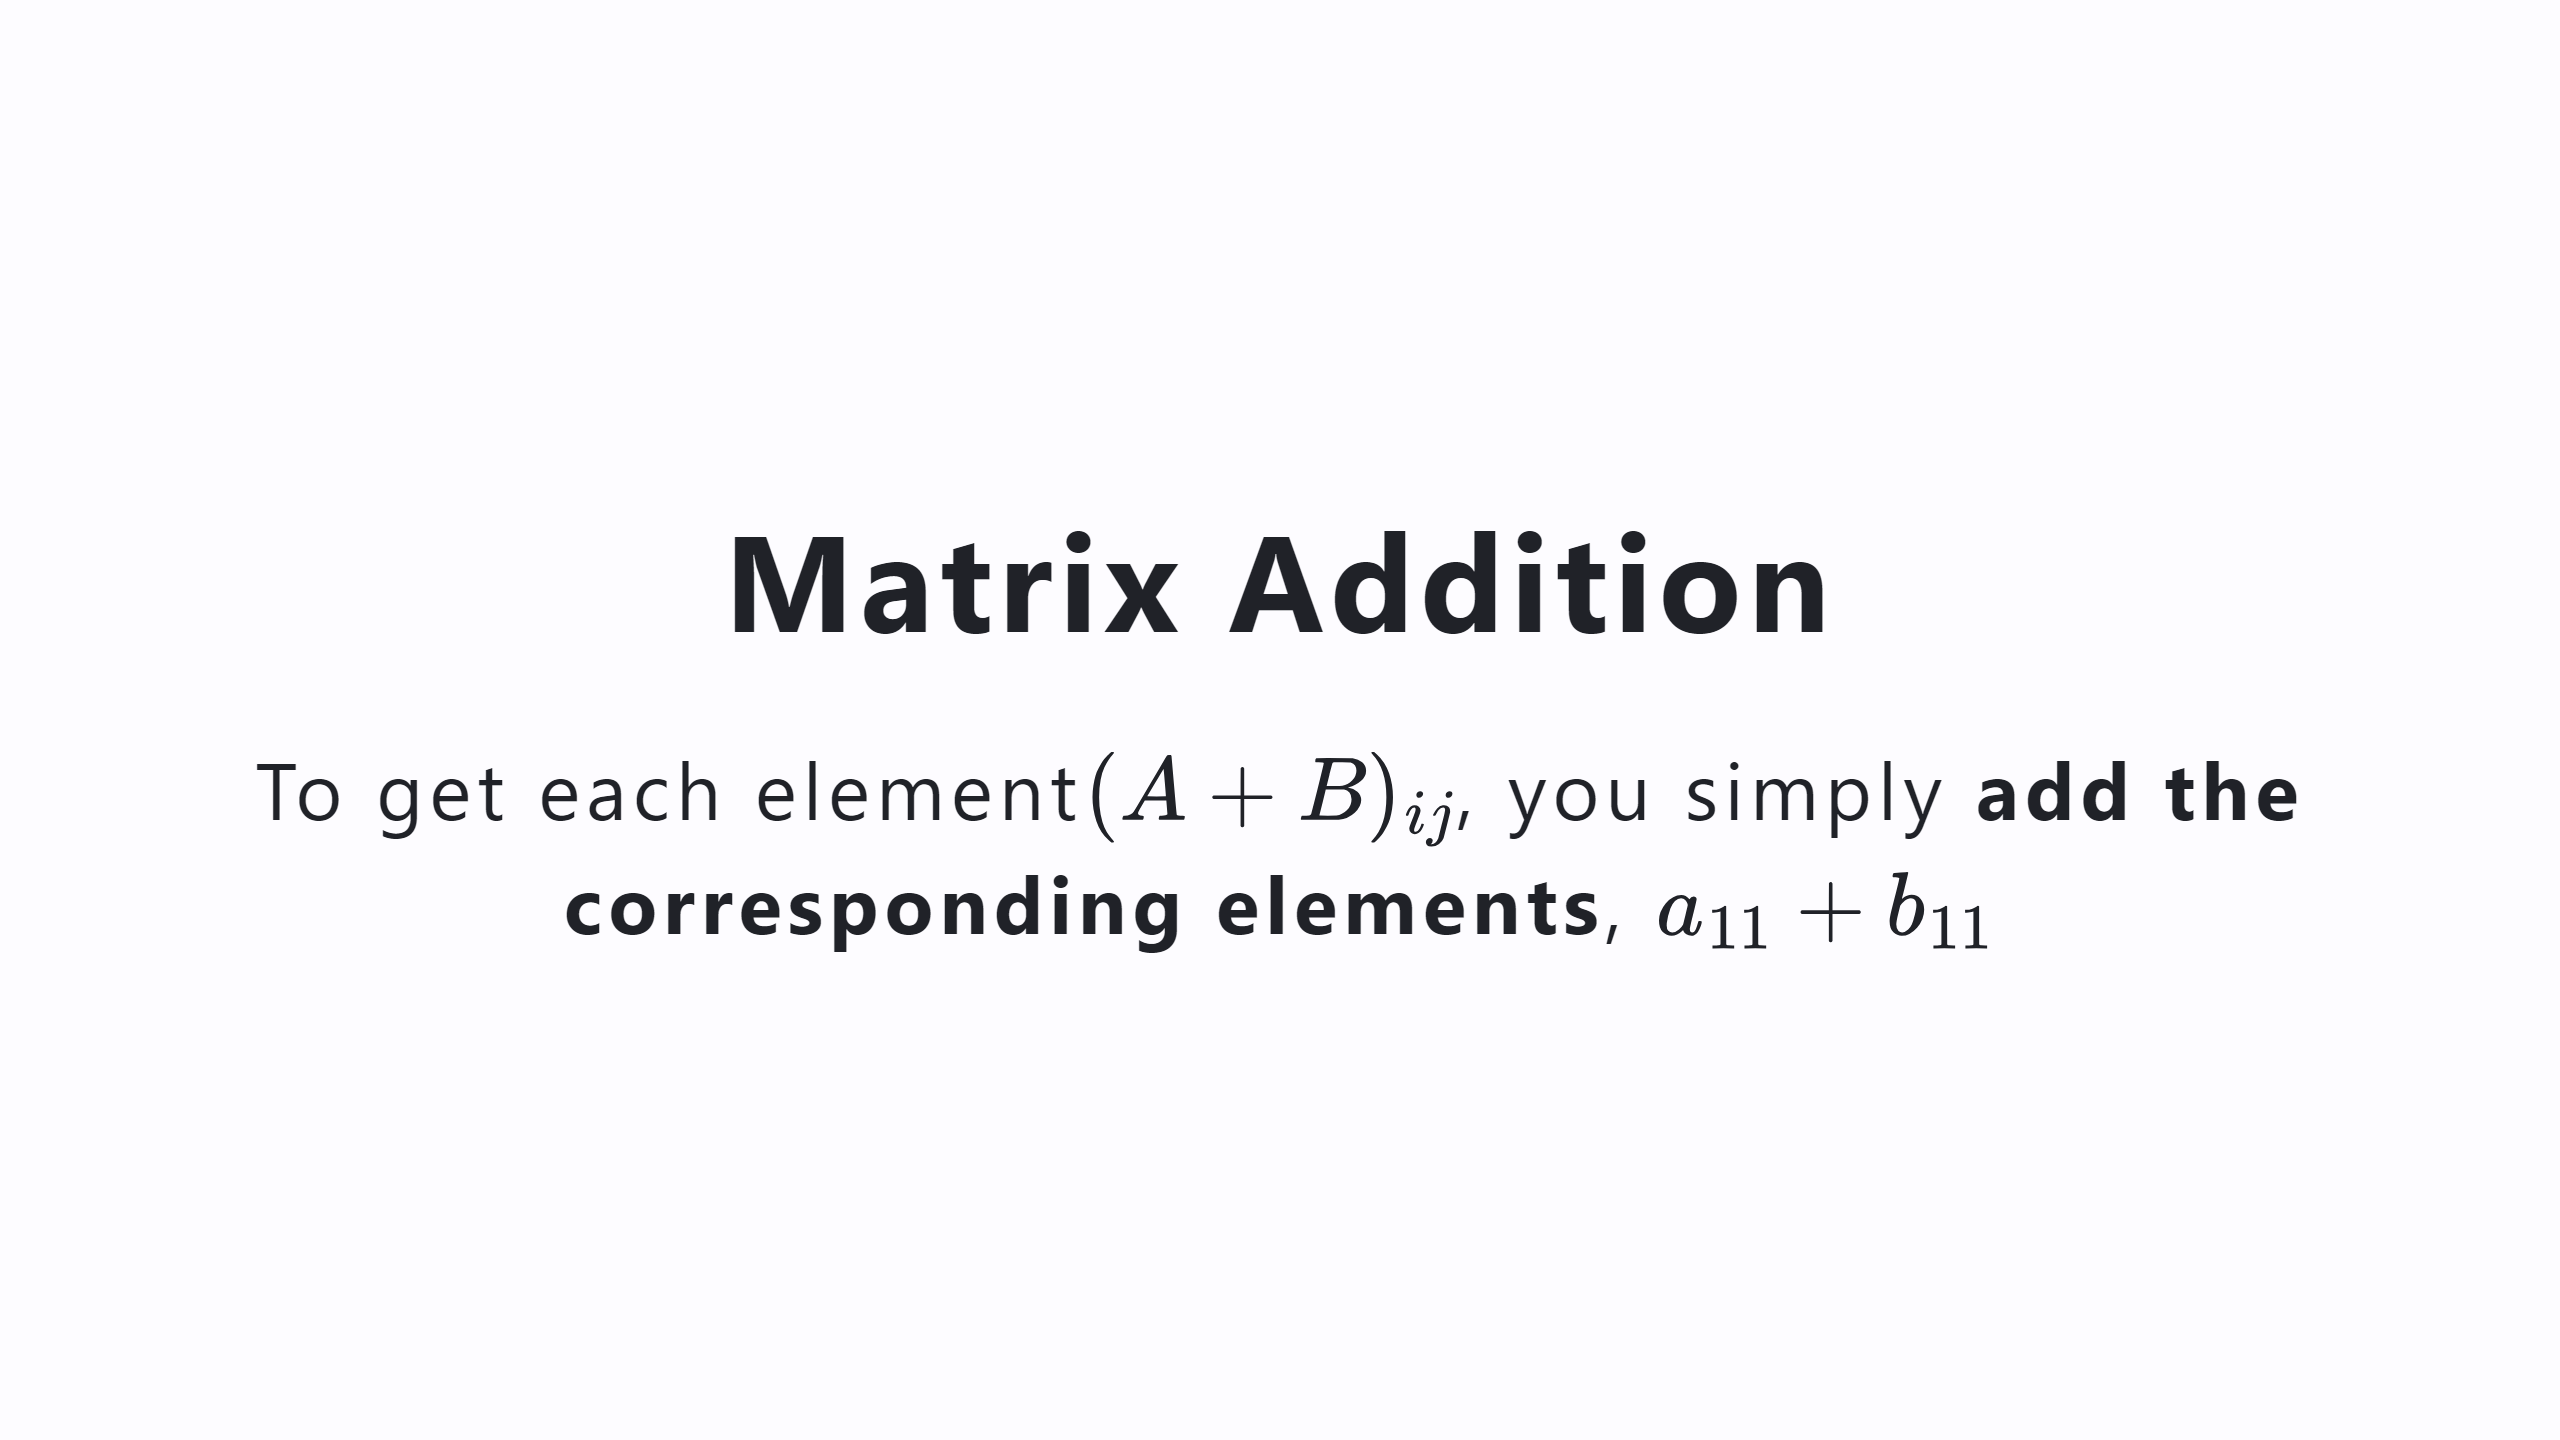 Matrix Addition
To get each element $(A + B)_{ij}$, you simply add the
corresponding elements, $a_{11} + b_{11}$